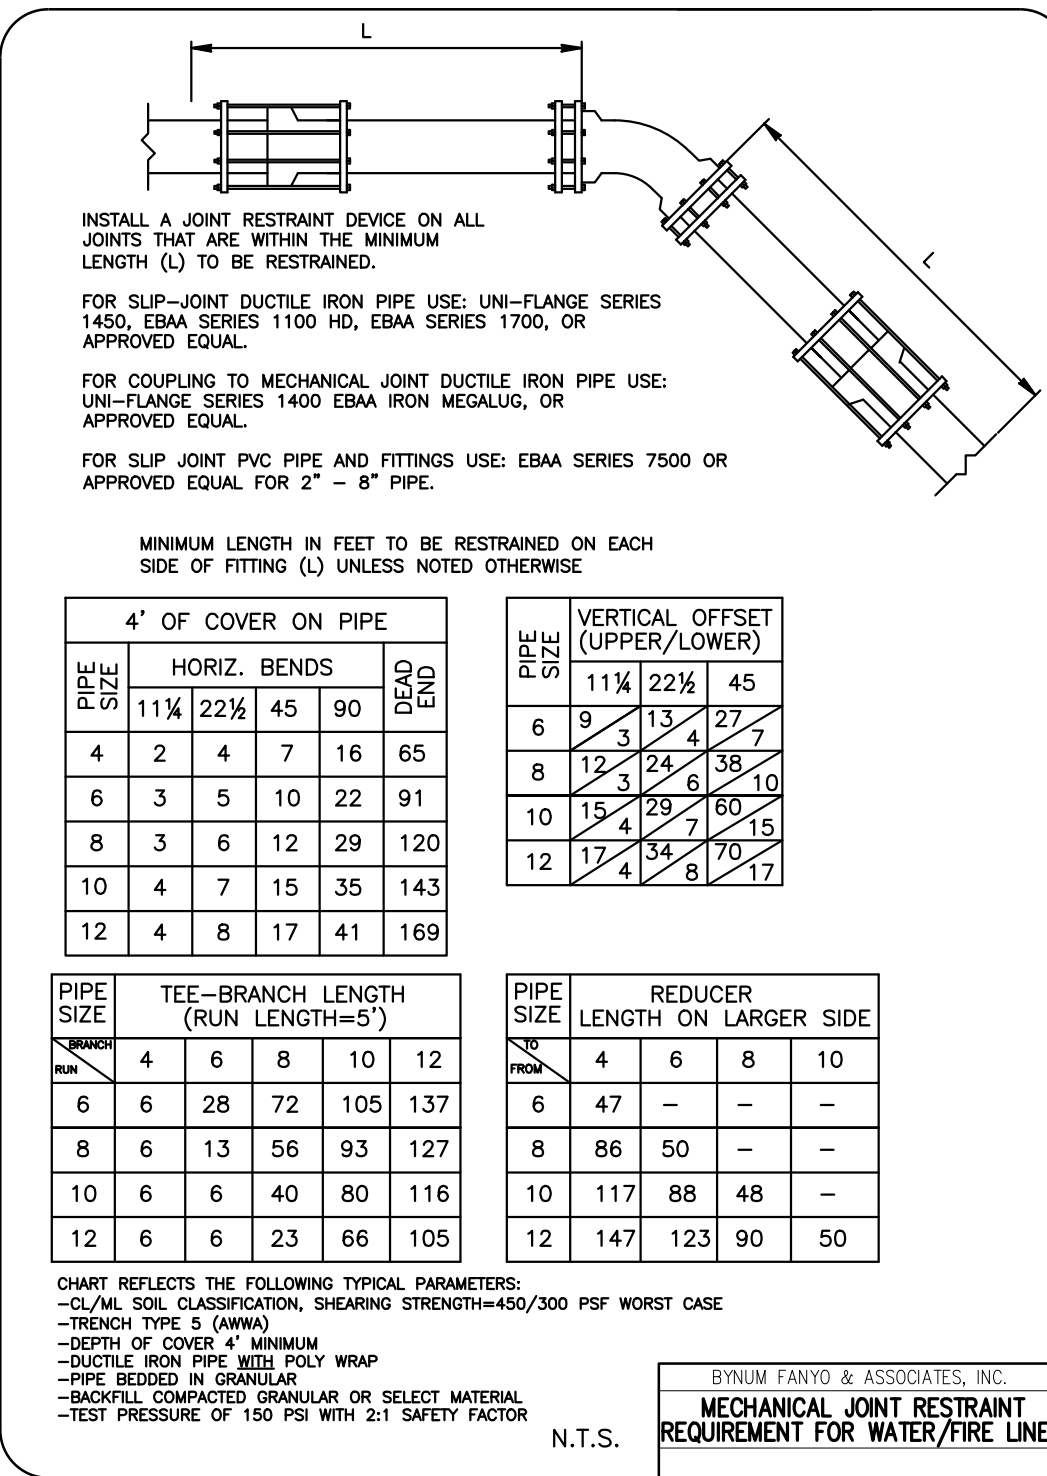 L
L
INSTALL A JOINT RESTRAINT DEVICE ON ALL
JOINTS THAT ARE WITHIN THE MINIMUM
LENGTH (L) TO BE RESTRAINED.
FOR SLIP-JOINT DUCTILE IRON PIPE USE: UNI-FLANGE SERIES
1450, EBAA SERIES 1100 HD, EBAA SERIES 1700, OR
APPROVED EQUAL.
FOR COUPLING TO MECHANICAL JOINT DUCTILE IRON PIPE USE:
UNI-FLANGE SERIES 1400 EBAA IRON MEGALUG, OR
APPROVED EQUAL.
FOR SLIP JOINT PVC PIPE AND FITTINGS USE: EBAA SERIES 7500 OR
APPROVED EQUAL FOR 2" - 8" PIPE.
MINIMUM LENGTH IN FEET TO BE RESTRAINED ON EACH
SIDE OF FITTING (L) UNLESS NOTED OTHERWISE
4' OF COVER ON PIPE
PIPE SIZE
HORIZ. BENDS
DEAD END
11¼ 22½ 45 90
4 2 4 7 16 65
6 3 5 10 22 91
8 3 6 12 29 120
10 4 7 15 35 143
12 4 8 17 41 169
PIPE SIZE
VERTICAL OFFSET
(UPPER/LOWER)
11¼ 22½ 45
6 9/3 13/4 27/7
8 12/3 24/6 38/10
10 15/4 29/7 60/15
12 17/4 34/8 70/17
PIPE SIZE
TEE-BRANCH LENGTH
(RUN LENGTH=5')
BRANCH
RUN
4 6 8 10 12
6 6 28 72 105 137
8 6 13 56 93 127
10 6 6 40 80 116
12 6 6 23 66 105
PIPE SIZE
REDUCER
LENGTH ON LARGER SIDE
TO
FROM
4 6 8 10
6 47 - - -
8 86 50 - -
10 117 88 48 -
12 147 123 90 50
CHART REFLECTS THE FOLLOWING TYPICAL PARAMETERS:
-CL/ML SOIL CLASSIFICATION, SHEARING STRENGTH=450/300 PSF WORST CASE
-TRENCH TYPE 5 (AWWA)
-DEPTH OF COVER 4' MINIMUM
-DUCTILE IRON PIPE WITH POLY WRAP
-PIPE BEDDED IN GRANULAR
-BACKFILL COMPACTED GRANULAR OR SELECT MATERIAL
-TEST PRESSURE OF 150 PSI WITH 2:1 SAFETY FACTOR
N.T.S.
BYNUM FANYO & ASSOCIATES, INC.
MECHANICAL JOINT RESTRAINT
REQUIREMENT FOR WATER/FIRE LINE